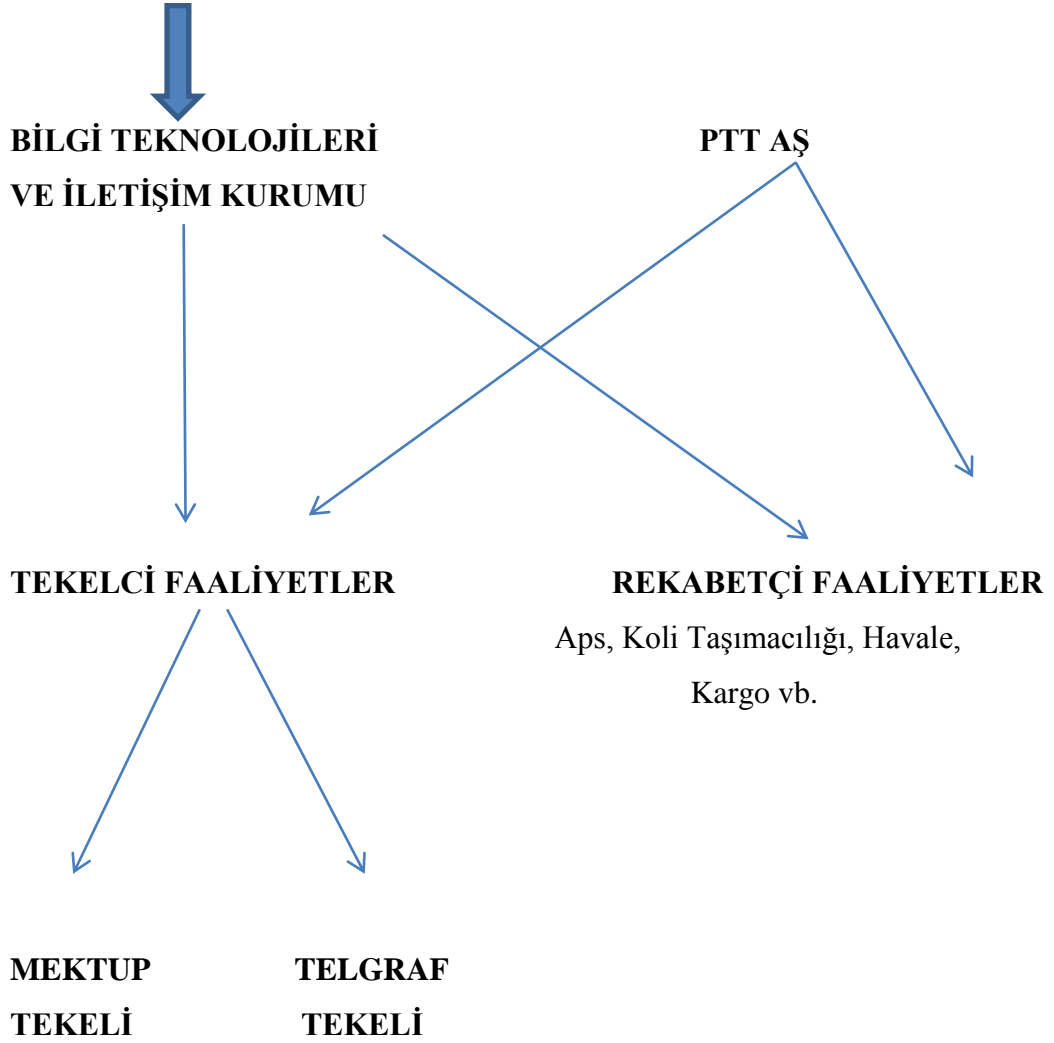 BİLGİ TEKNOLOJİLERİ
VE İLETİŞİM KURUMU
PTT AŞ
TEKELCİ FAALİYETLER
REKABETÇİ FAALİYETLER
Aps, Koli Taşımacılığı, Havale,
Kargo vb.
MEKTUP
TEKELİ
TELGRAF
TEKELİ